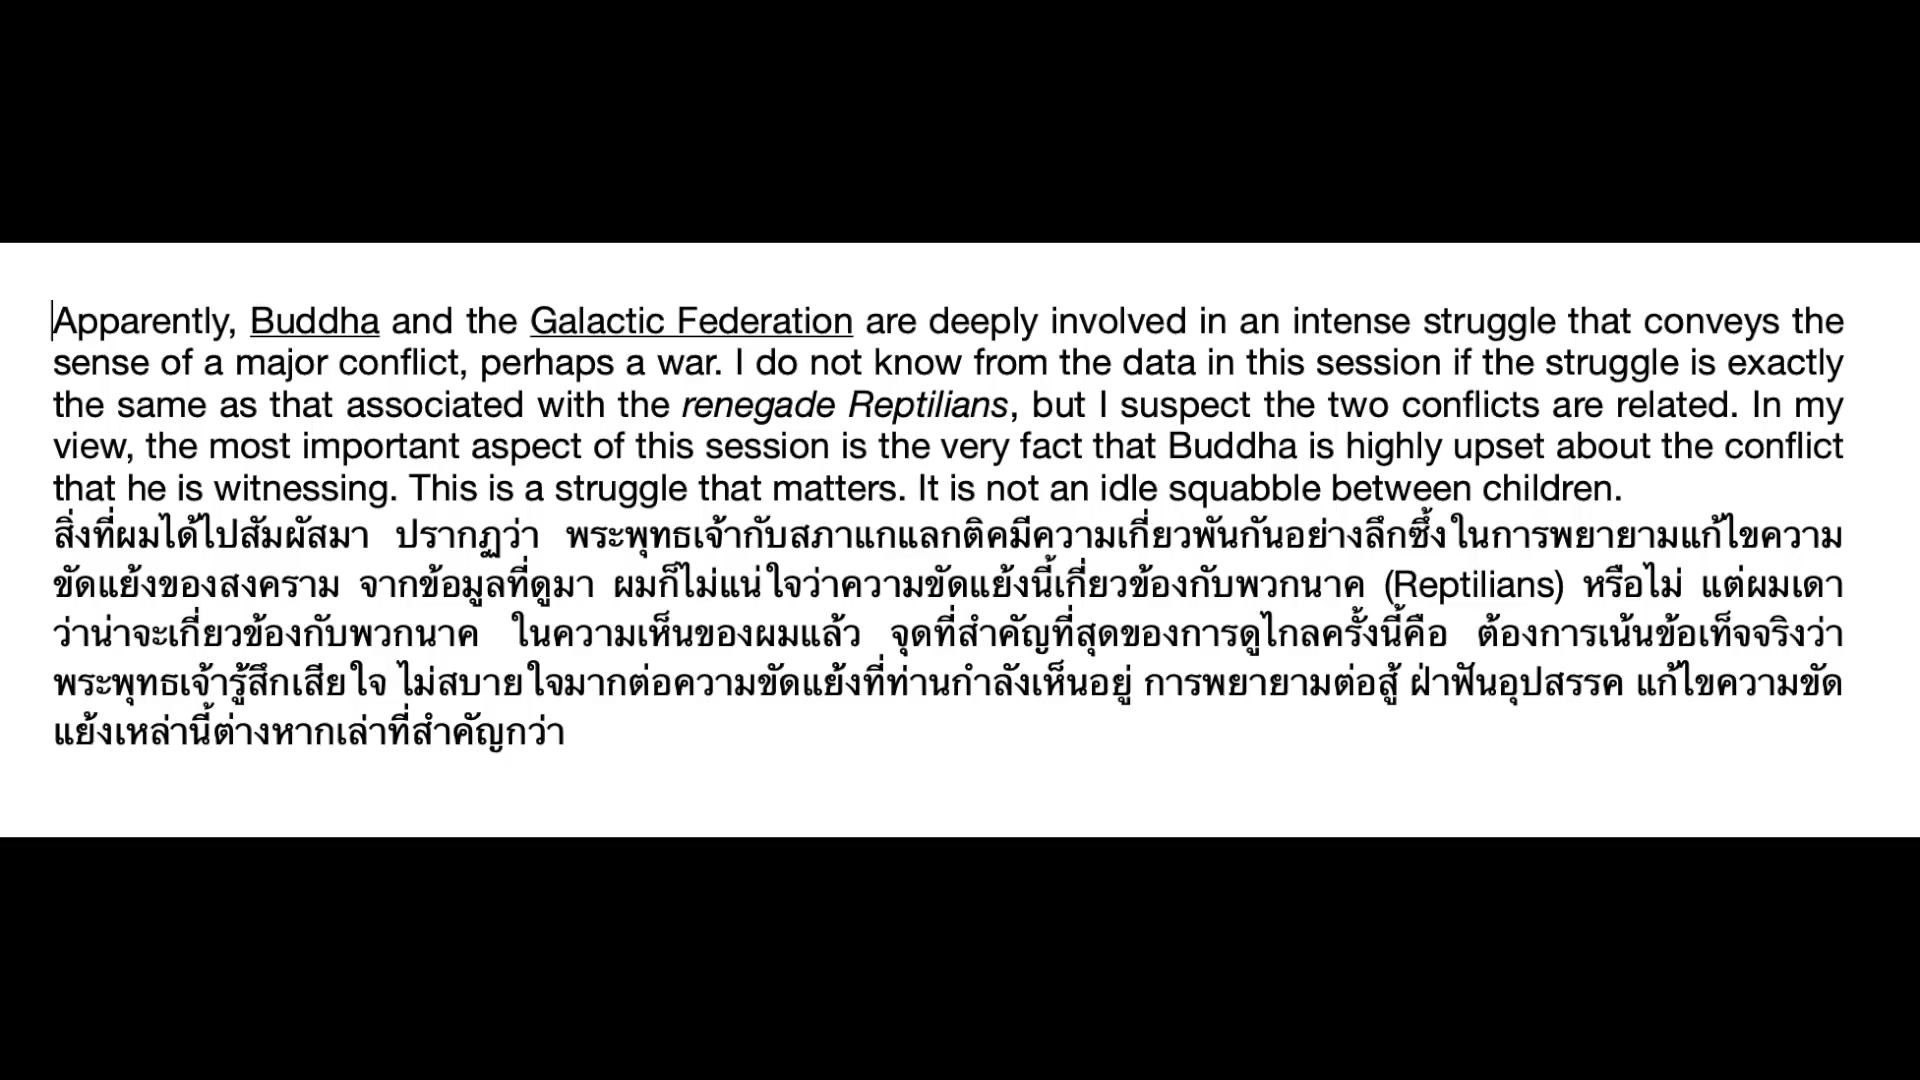 Apparently, Buddha and the Galactic Federation are deeply involved in an intense struggle that conveys the
sense of a major conflict, perhaps a war. I do not know from the data in this session if the struggle is exactly
the same as that associated with the renegade Reptilians, but I suspect the two conflicts are related. In my
view, the most important aspect of this session is the very fact that Buddha is highly upset about the conflict
that he is witnessing. This is a struggle that matters. It is not an idle squabble between children.
สิ่งที่ผมได้ไปสัมผัสมา ปรากฏว่า พระพุทธเจ้ากับสภาแกแลกติคมีความเกี่ยวพันกันอย่างลึกซึ้งในการพยายามแก้ไขความ
ขัดแย้งของสงคราม จากข้อมูลที่ดูมา ผมก็ไม่แน่ใจว่าความขัดแย้งนี้เกี่ยวข้องกับพวกนาค (Reptilians) หรือไม่ แต่ผมเดา
ว่าน่าจะเกี่ยวข้องกับพวกนาค ในความเห็นของผมแล้ว จุดที่สำคัญที่สุดของการดูไกลครั้งนี้คือ ต้องการเน้นข้อเท็จจริงว่า
พระพุทธเจ้ารู้สึกเสียใจ ไม่สบายใจมากต่อความขัดแย้งที่ท่านกำลังเห็นอยู่ การพยายามต่อสู้ ฝ่าฟันอุปสรรค แก้ไขความขัด
แย้งเหล่านี้ต่างหากเล่าที่สำคัญกว่า